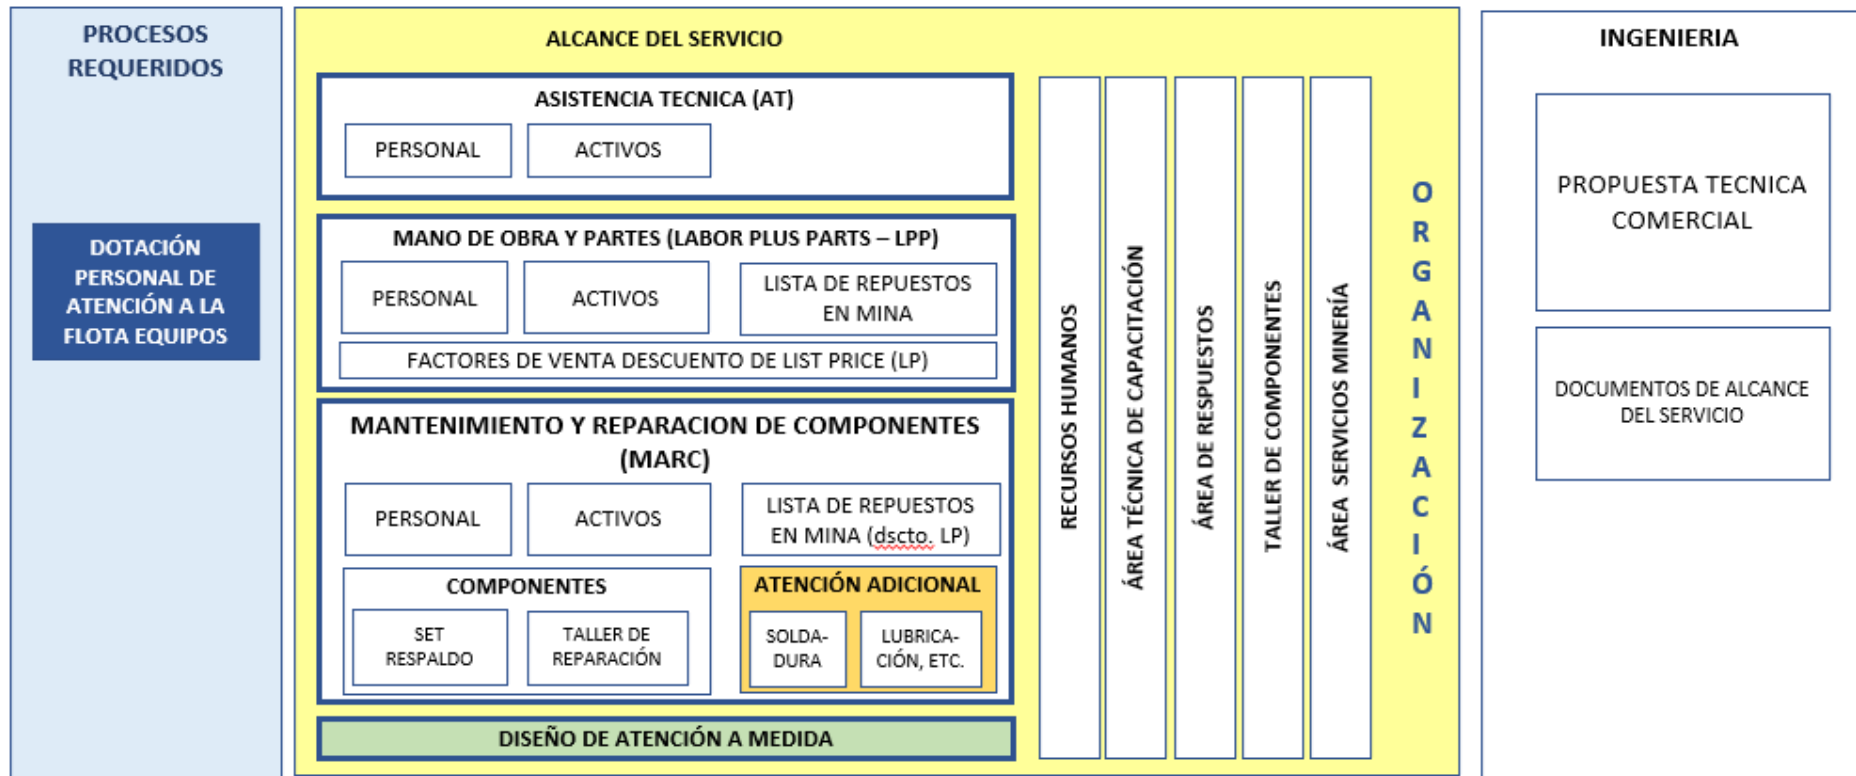 PROCESOS
REQUERIDOS
DOTACIÓN
PERSONAL DE
ATENCIÓN A LA
FLOTA EQUIPOS
ALCANCE DEL SERVICIO
ASISTENCIA TECNICA (AT)
PERSONAL
ACTIVOS
MANO DE OBRA Y PARTES (LABOR PLUS PARTS – LPP)
PERSONAL
ACTIVOS
LISTA DE REPUESTOS
EN MINA
FACTORES DE VENTA DESCUENTO DE LIST PRICE (LP)
MANTENIMIENTO Y REPARACION DE COMPONENTES
(MARC)
PERSONAL
ACTIVOS
LISTA DE REPUESTOS
EN MINA (dscto. LP)
COMPONENTES
SET
RESPALDO
TALLER DE
REPARACIÓN
ATENCIÓN ADICIONAL
SOLDA-
DURA
LUBRICA-
CIÓN, ETC.
DISEÑO DE ATENCIÓN A MEDIDA
RECURSOS HUMANOS
ÁREA TÉCNICA DE CAPACITACIÓN
ÁREA DE RESPUESTOS
TALLER DE COMPONENTES
ÁREA SERVICIOS MINERÍA
ORGANIZACIÓN
INGENIERIA
PROPUESTA TECNICA
COMERCIAL
DOCUMENTOS DE ALCANCE
DEL SERVICIO